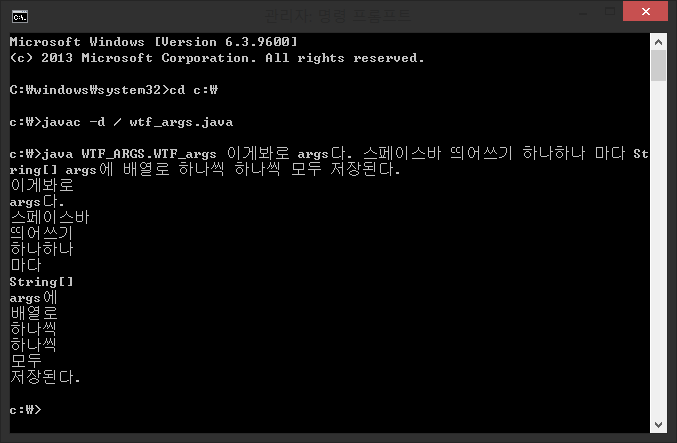 관리자: 명령 프롬프트
Microsoft Windows [Version 6.3.9600]
(c) 2013 Microsoft Corporation. All rights reserved.
C:₩windows₩system32>cd c:₩
c:₩>javac -d / wtf_args.java
c:₩>java WTF_ARGS.WTF_args 이게봐로 args다. 스페이스바 띄어쓰기 하나하나 마다 St
ring[] args에 배열로 하나씩 하나씩 모두 저장된다.
이게봐로
args다.
스페이스바
띄어쓰기
하나하나
마다
String[]
args에
배열로
하나씩
하나씩
모두
저장된다.
c:₩>